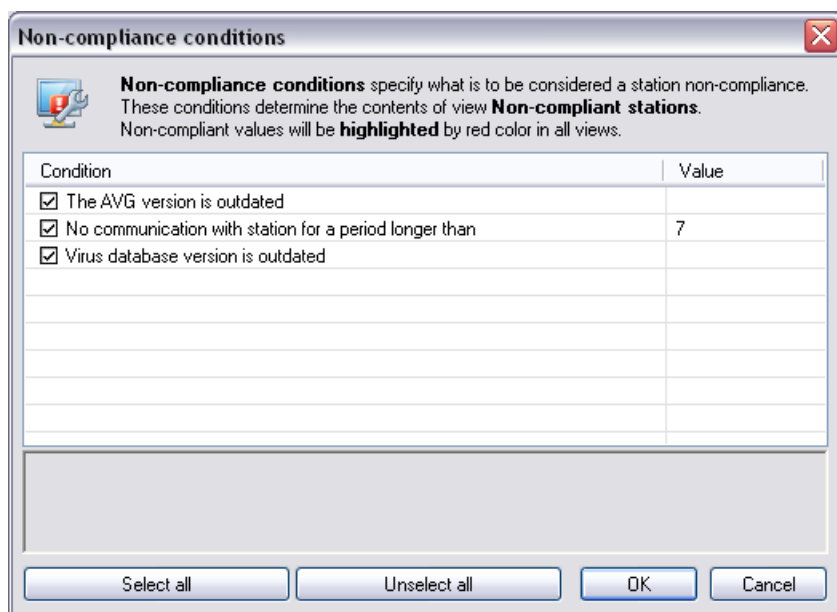 Non-compliance conditions
Non-compliance conditions specify what is to be considered a station non-compliance.
These conditions determine the contents of view Non-compliant stations.
Non-compliant values will be highlighted by red color in all views.
Condition Value
The AVG version is outdated
No communication with station for a period longer than 7
Virus database version is outdated
Select all Unselect all OK Cancel